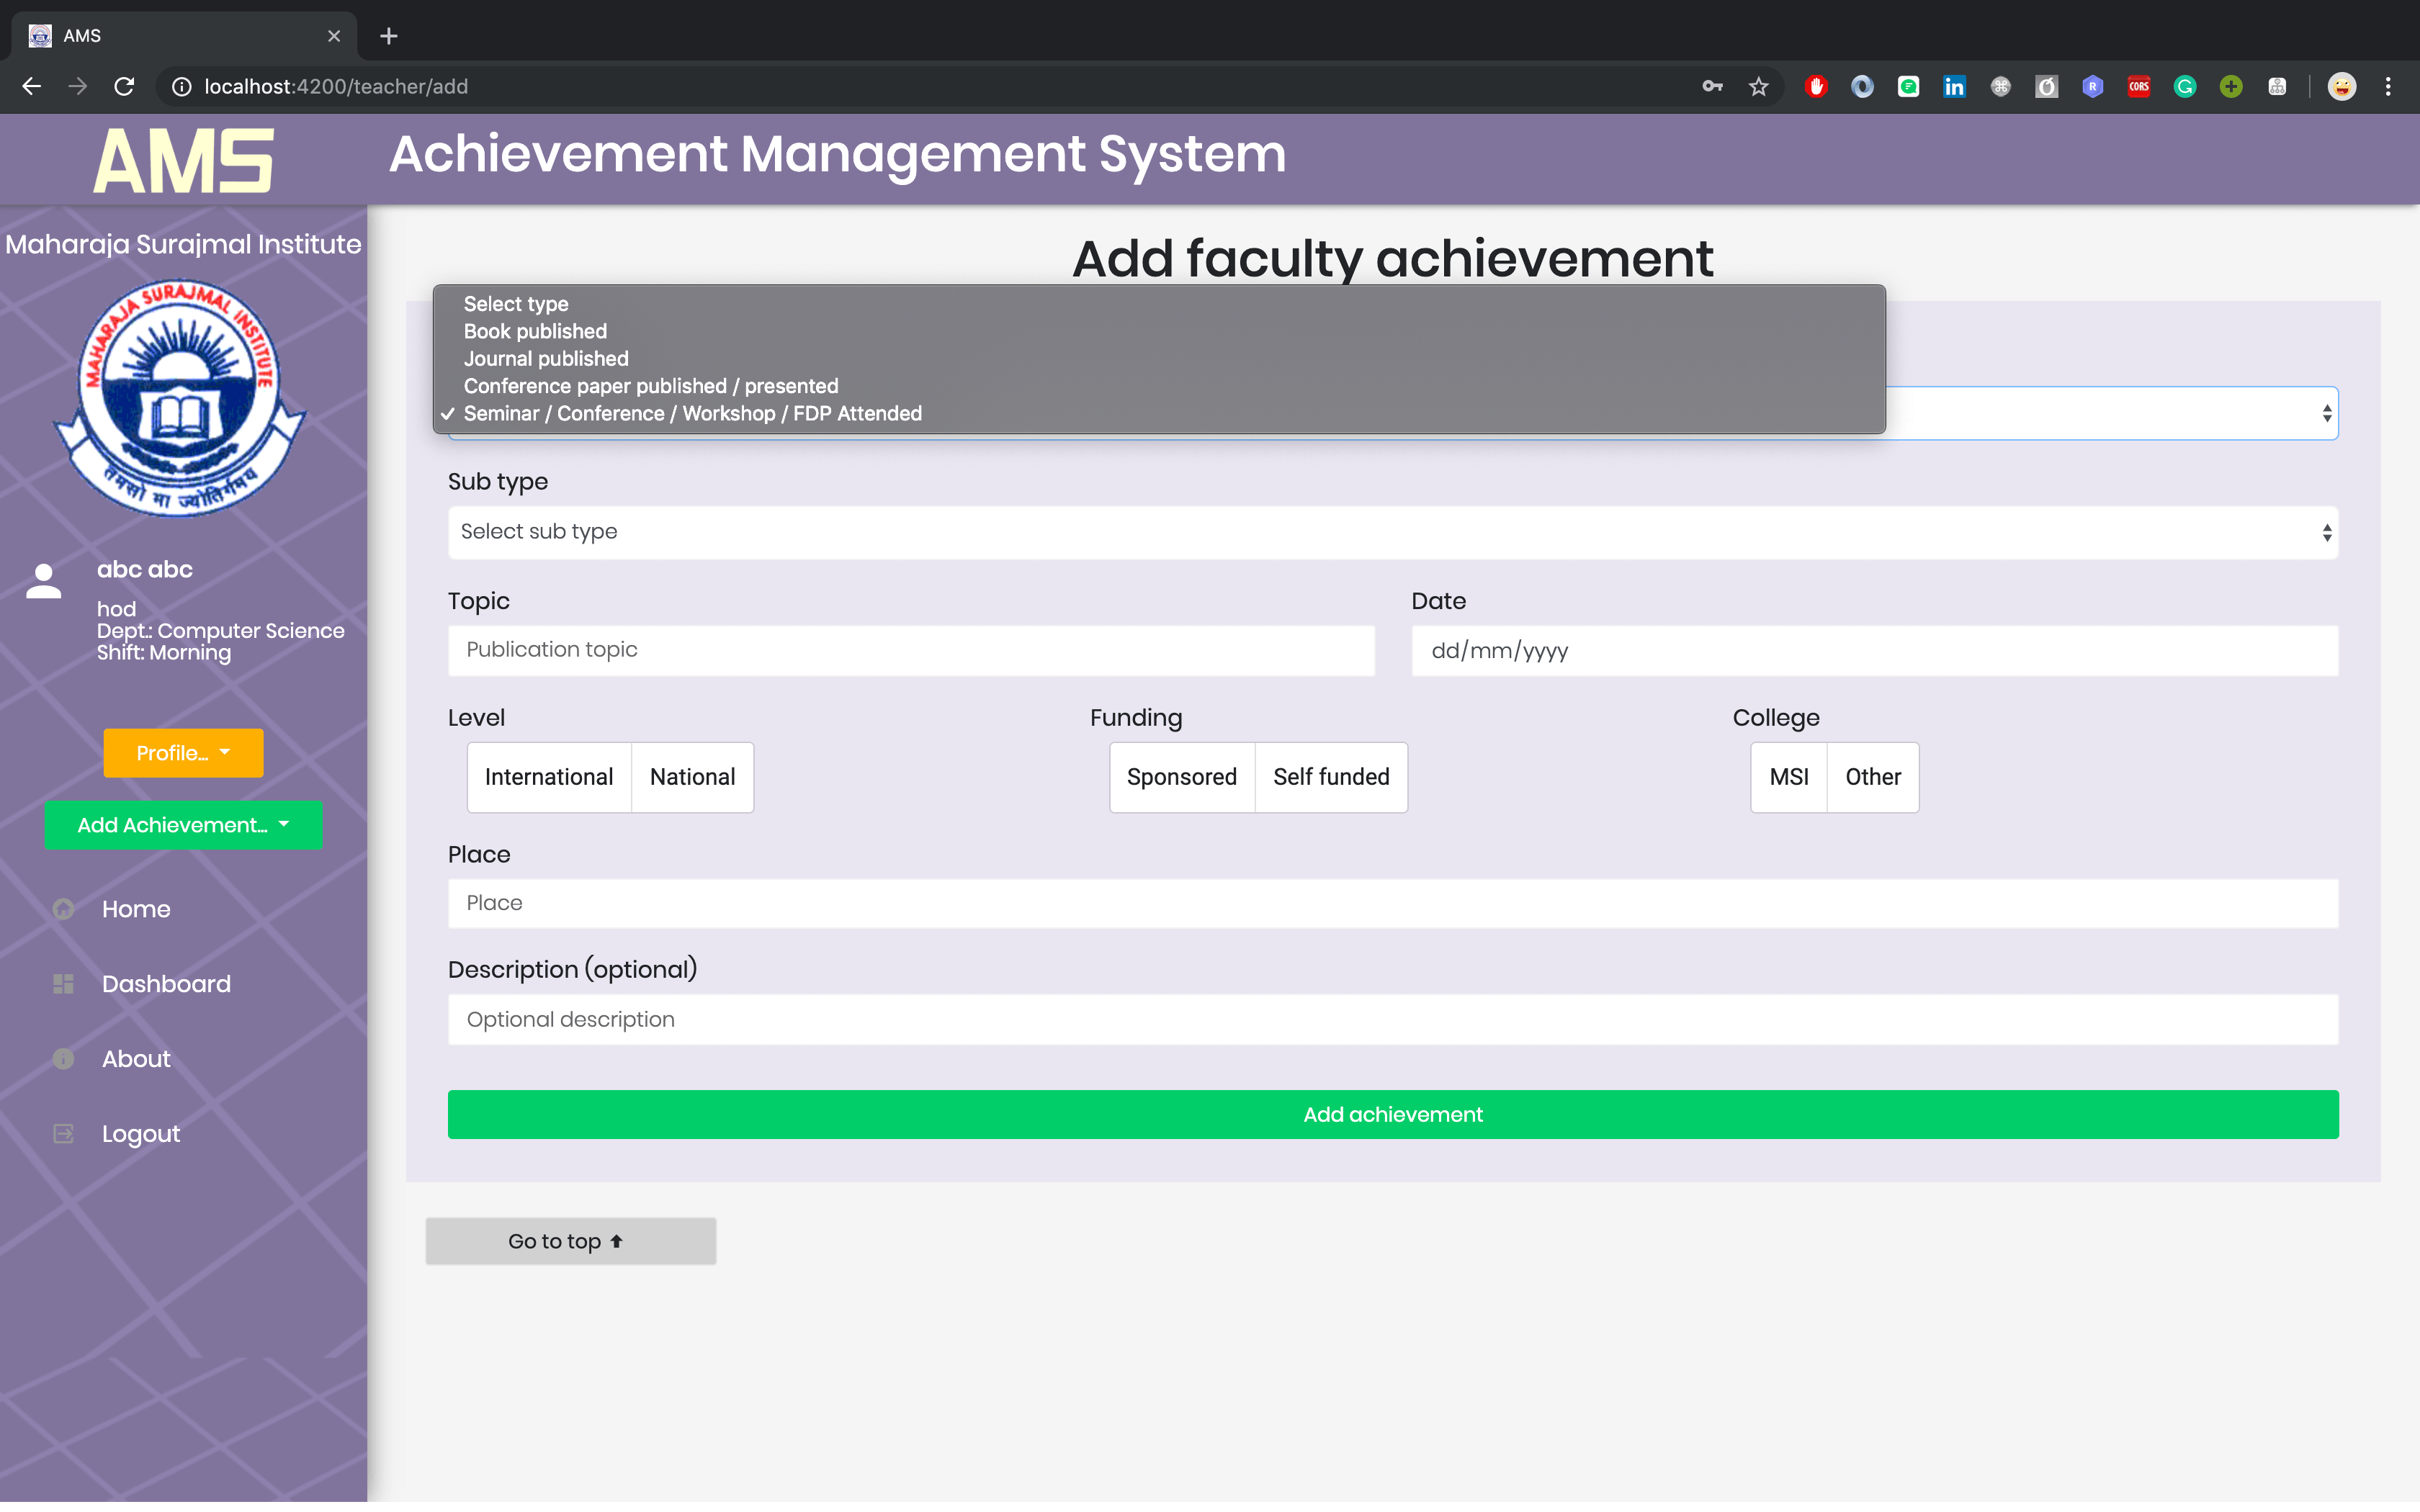 AMS
localhost:4200/teacher/add
in
R
CORS
AMS
Achievement Management System
Maharaja Surajmal Institute
MAHARAJA SURAJMAL INSTITUTE
तमसो मा ज्योतिर्गमय
abc abc
hod
Dept.: Computer Science
Shift: Morning
Profile...
Add Achievement...
Home
Dashboard
About
Logout
Add faculty achievement
Select type
Book published
Journal published
Conference paper published / presented
✓ Seminar / Conference / Workshop / FDP Attended
Sub type
Select sub type
Topic
Date
Publication topic
dd/mm/yyyy
Level
Funding
College
International
National
Sponsored
Self funded
MSI
Other
Place
Place
Description (optional)
Optional description
Add achievement
Go to top